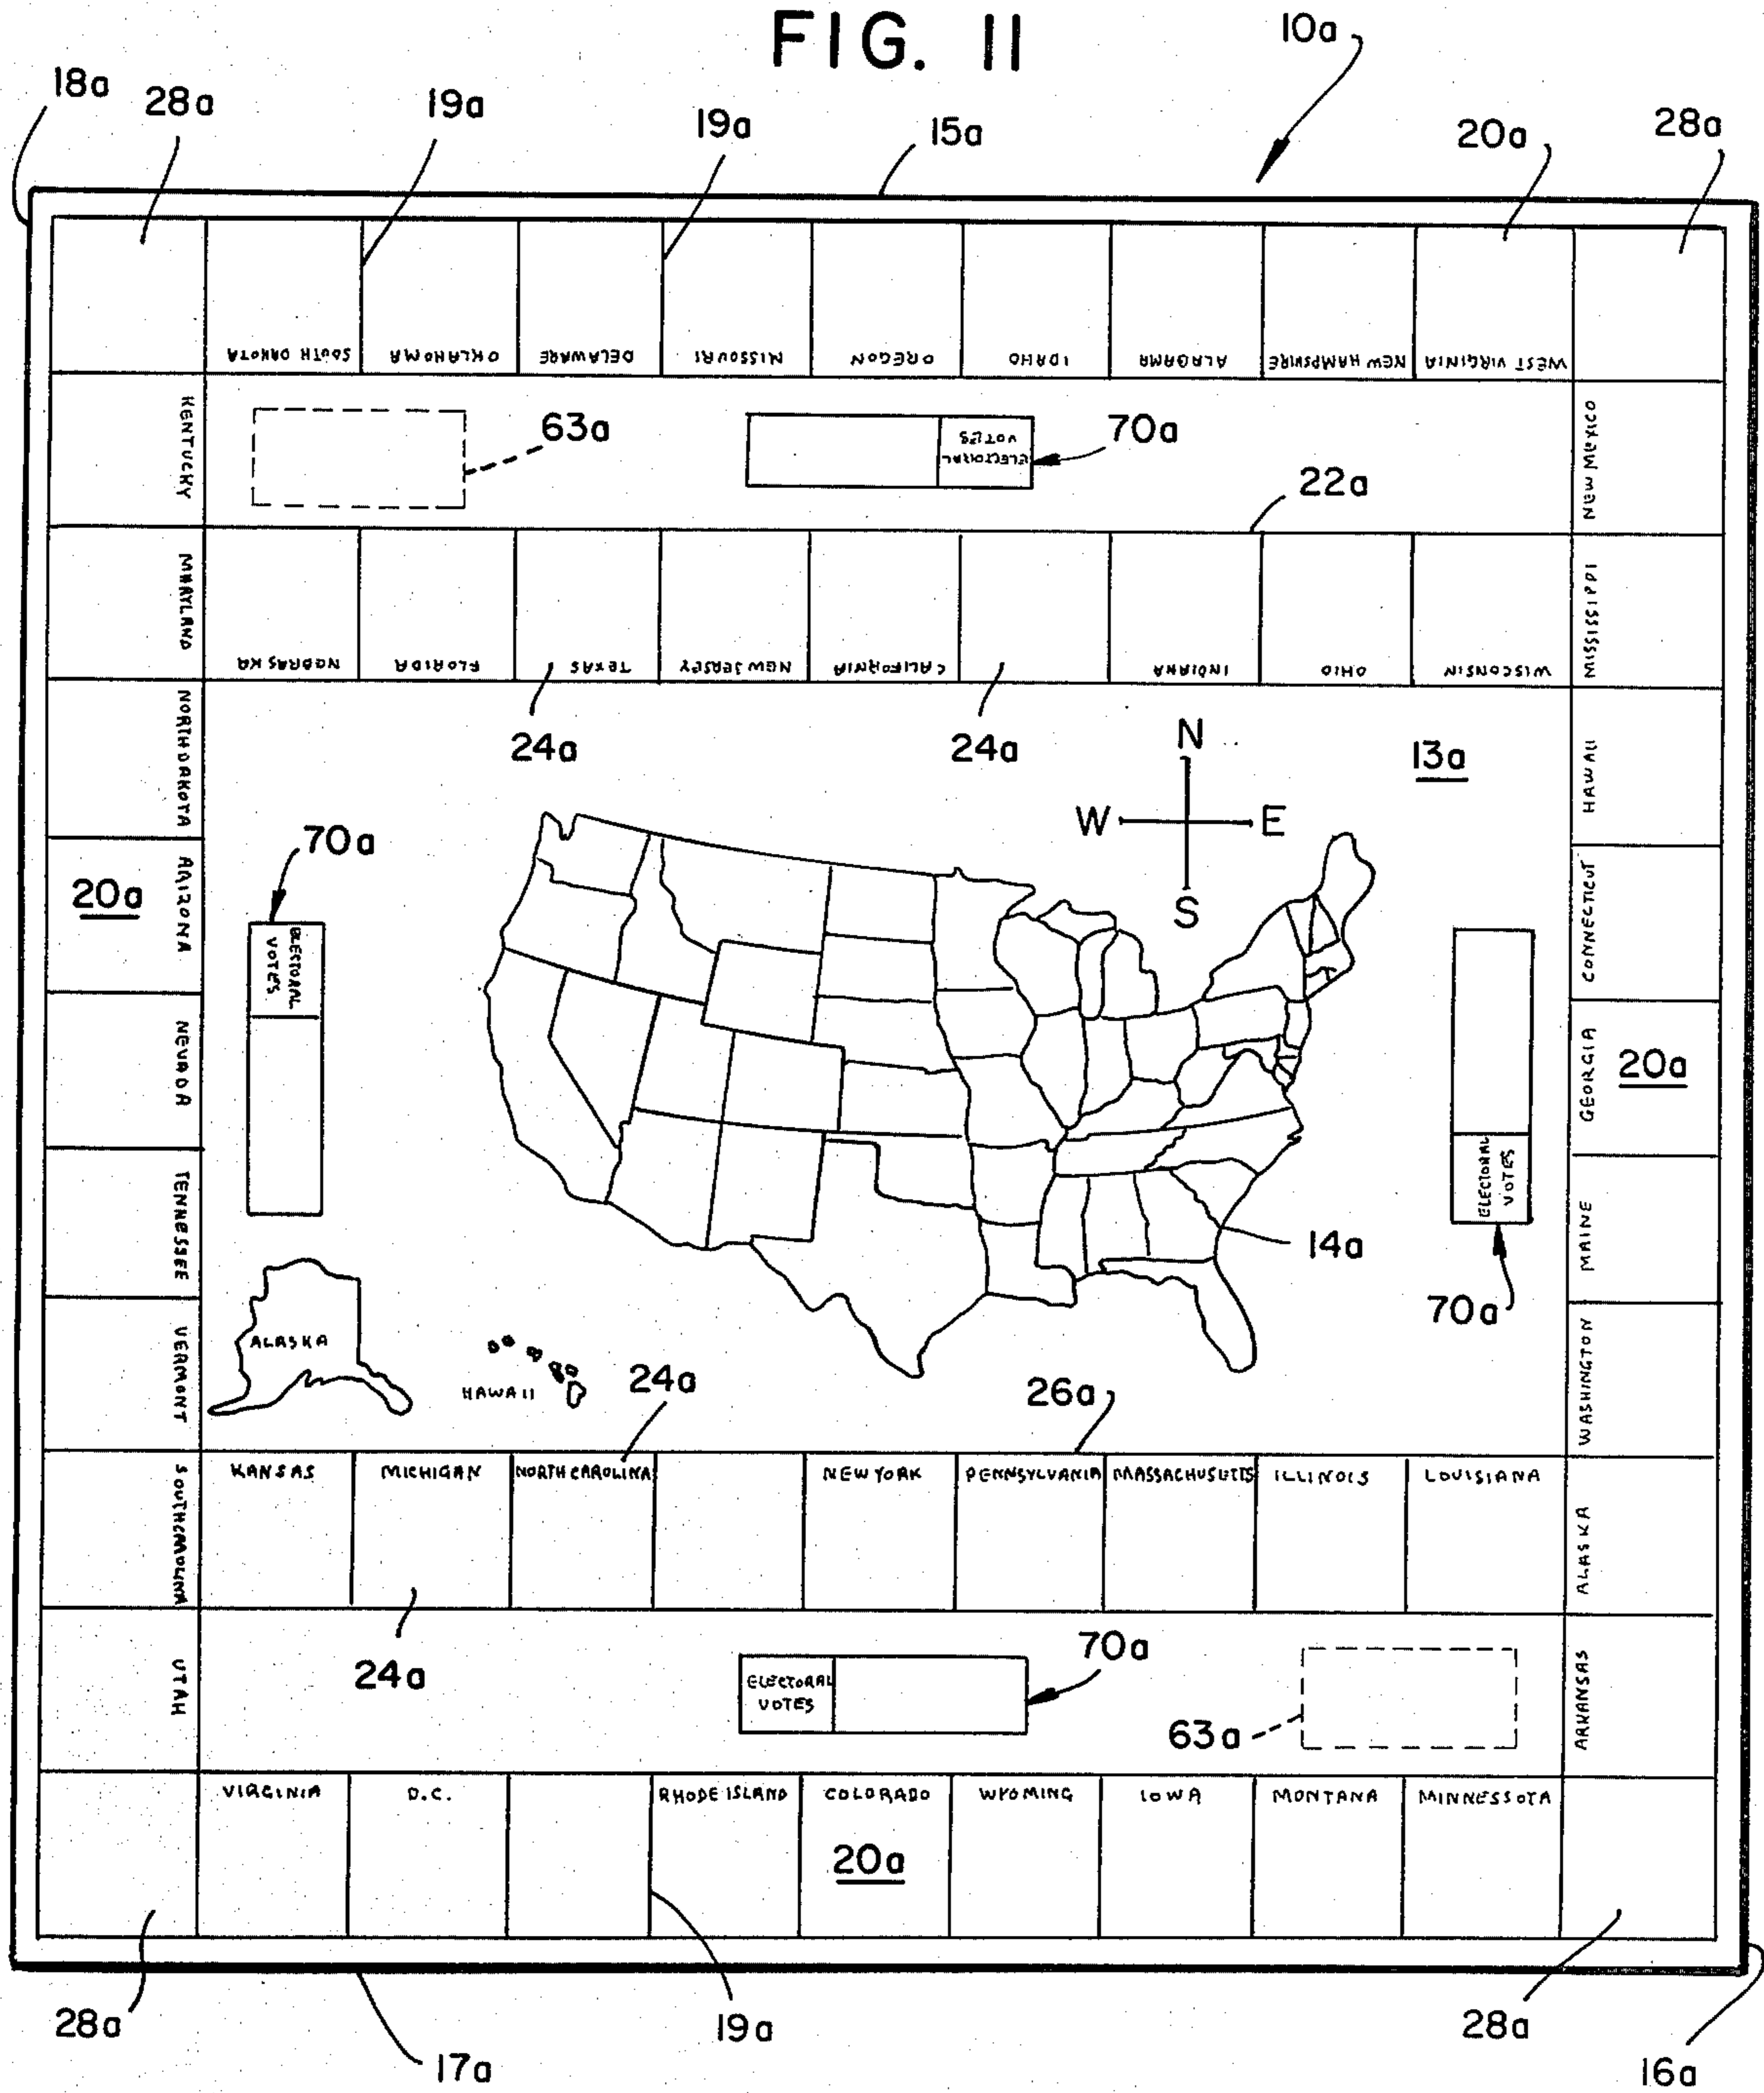 FIG. 11
10a
18a
28a
19a
19a
15a
20a
28a
SOUTH DAKOTA
OKLAHOMA
DELAWARE
MISSOURI
OREGON
IDAHO
ALABAMA
NEW HAMPSHIRE
WEST VIRGINIA
KENTUCKY
63a
ELECTORAL
VOTES
70a
22a
NEW MEXICO
MARYLAND
NEBRASKA
FLORIDA
TEXAS
NEW JERSEY
CALIFORNIA
INDIANA
OHIO
WISCONSIN
MISSISSIPPI
24a
24a
N
W
E
S
13a
NORTH DAKOTA
HAWAII
70a
ARIZONA
20a
ELECTORAL
VOTES
CONNECTICUT
NEVADA
GEORGIA
20a
TENNESSEE
ELECTORAL
VOTES
MAINE
14a
70a
VERMONT
ALASKA
HAWAII
24a
26a
WASHINGTON
KANSAS
MICHIGAN
NORTH CAROLINA
NEW YORK
PENNSYLVANIA
MASSACHUSETTS
ILLINOIS
LOUISIANA
ALASKA
24a
UTAH
ELECTORAL
VOTES
70a
63a
ARKANSAS
VIRGINIA
D.C.
RHODE ISLAND
COLORADO
WYOMING
IOWA
MONTANA
MINNESSOTA
20a
28a
17a
19a
28a
16a